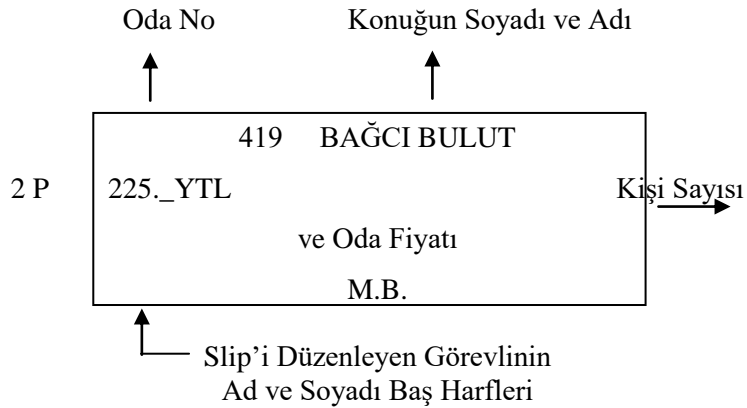 Oda No Konuğun Soyadı ve Adı
419 BAĞCI BULUT
2 P 225._YTL Kişi Sayısı
ve Oda Fiyatı
M.B.
Slip’i Düzenleyen Görevlinin
Ad ve Soyadı Baş Harfleri